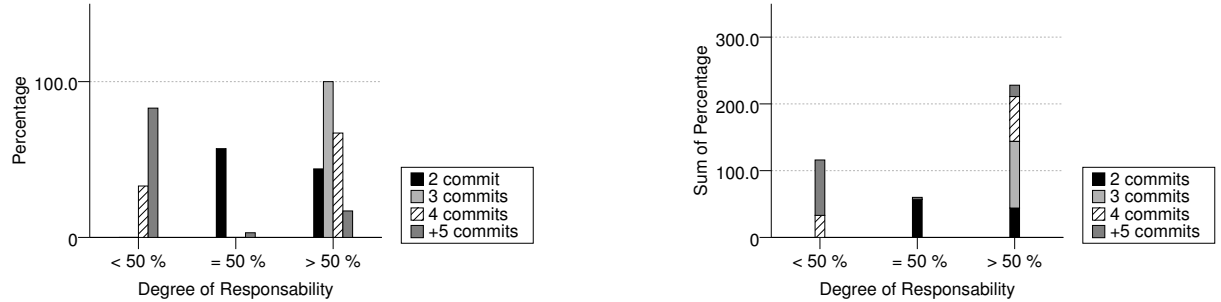 Percentage
100.0
0
< 50 %
= 50 %
> 50 %
Degree of Responsability
2 commit
3 commits
4 commits
+5 commits
Sum of Percentage
300.0
200.0
100.0
0
< 50 %
= 50 %
> 50 %
Degree of Responsability
2 commits
3 commits
4 commits
+5 commits